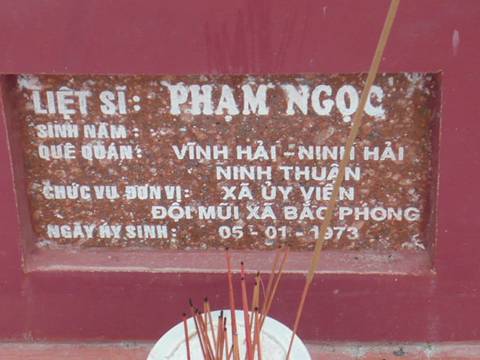 LIỆT SĨ: PHẠM NGỌC
SINH NĂM :
QUÊ QUÁN: VĨNH HẢI - NINH HẢI
NINH THUẬN
CHỨC VỤ ĐƠN VỊ: XÃ ỦY VIÊN
ĐỘI MŨI XÃ BẮC PHONG
NGÀY HY SINH: 05 - 01 - 1973